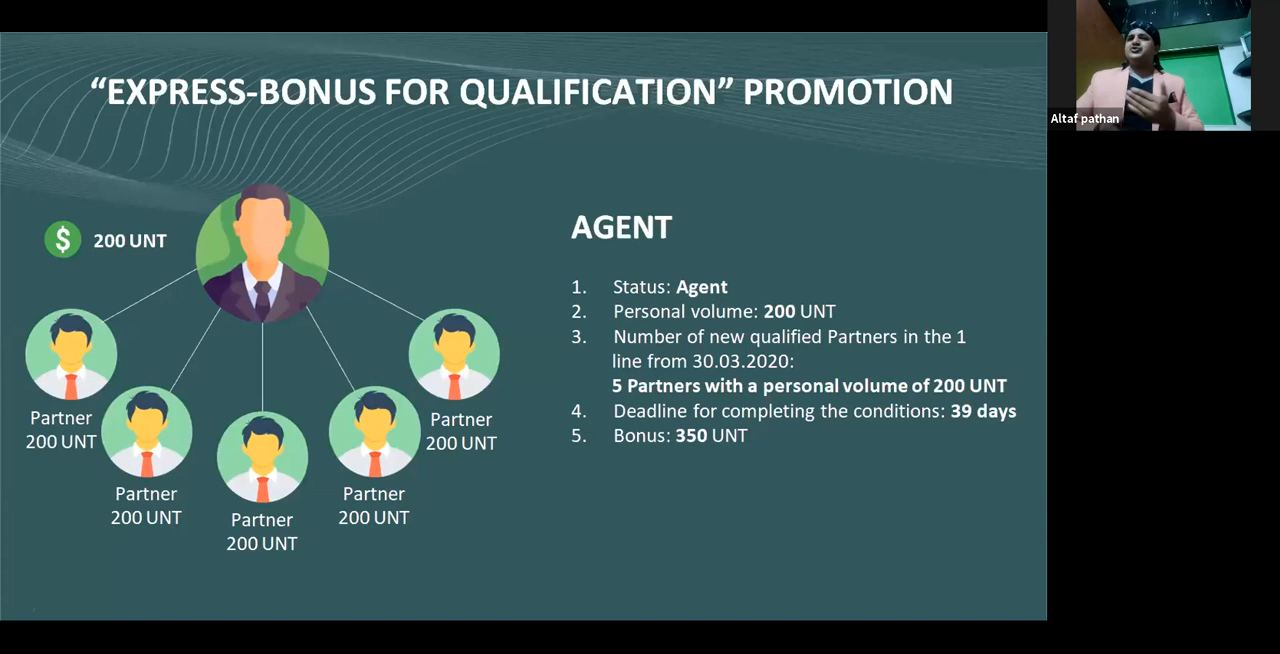 “EXPRESS-BONUS FOR QUALIFICATION” PROMOTION
Altaf pathan
$
200 UNT
Partner
200 UNT
Partner
200 UNT
Partner
200 UNT
Partner
200 UNT
Partner
200 UNT
AGENT
1. Status: Agent
2. Personal volume: 200 UNT
3. Number of new qualified Partners in the 1
line from 30.03.2020:
5 Partners with a personal volume of 200 UNT
4. Deadline for completing the conditions: 39 days
5. Bonus: 350 UNT